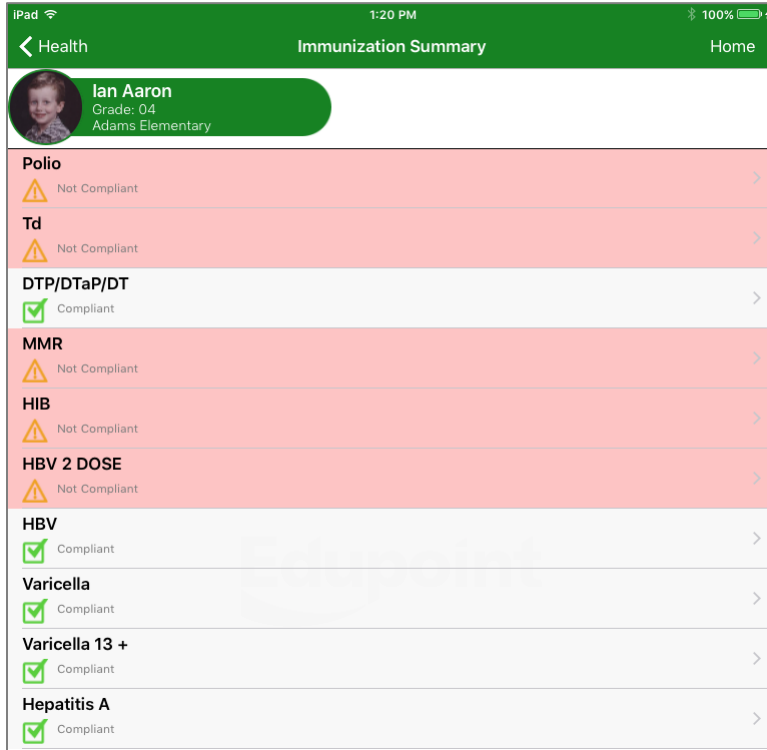 iPad 1:20 PM 100%
Health Immunization Summary Home
Ian Aaron
Grade: 04
Adams Elementary
Polio
Not Compliant
Td
Not Compliant
DTP/DTaP/DT
Compliant
MMR
Not Compliant
HIB
Not Compliant
HBV 2 DOSE
Not Compliant
HBV
Compliant
Edupoint
Varicella
Compliant
Varicella 13 +
Compliant
Hepatitis A
Compliant